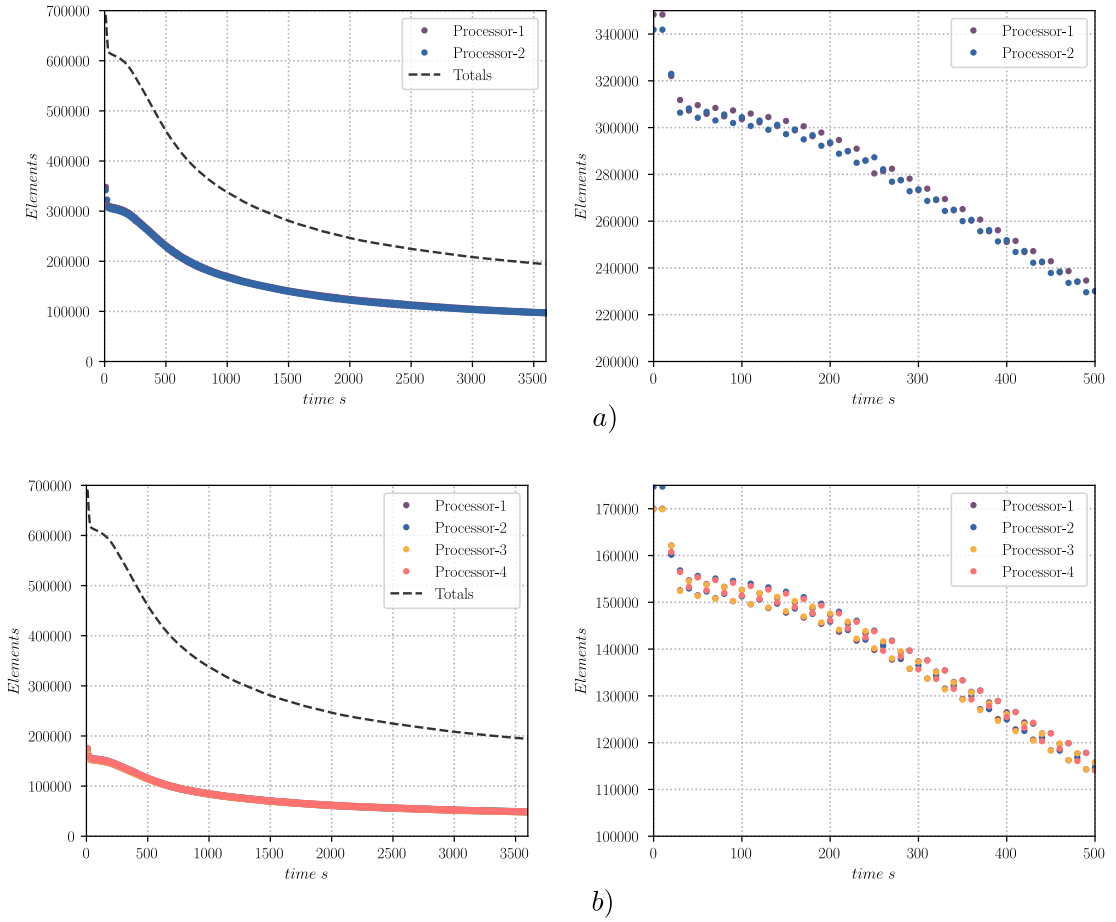 700000
600000
500000
400000
300000
200000
100000
0
Elements
0 500 1000 1500 2000 2500 3000 3500
time s
Processor-1
Processor-2
Totals
340000
320000
300000
280000
260000
240000
220000
200000
Elements
0 100 200 300 400 500
time s
Processor-1
Processor-2
a)
700000
600000
500000
400000
300000
200000
100000
0
Elements
0 500 1000 1500 2000 2500 3000 3500
time s
Processor-1
Processor-2
Processor-3
Processor-4
Totals
170000
160000
150000
140000
130000
120000
110000
100000
Elements
0 100 200 300 400 500
time s
Processor-1
Processor-2
Processor-3
Processor-4
b)